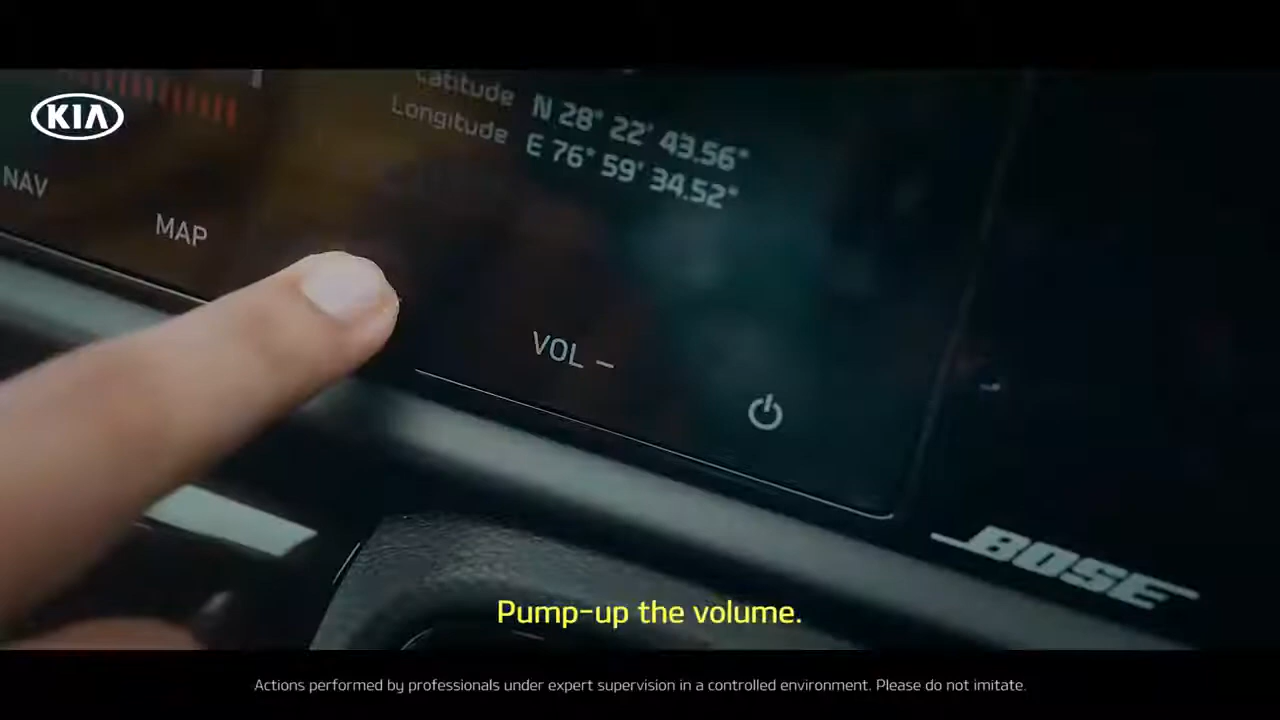 KIA
Latitude N 28° 22' 43.56"
Longitude E 76° 59' 34.52"
NAV
MAP
VOL –
BOSE
Pump-up the volume.
Actions performed by professionals under expert supervision in a controlled environment. Please do not imitate.